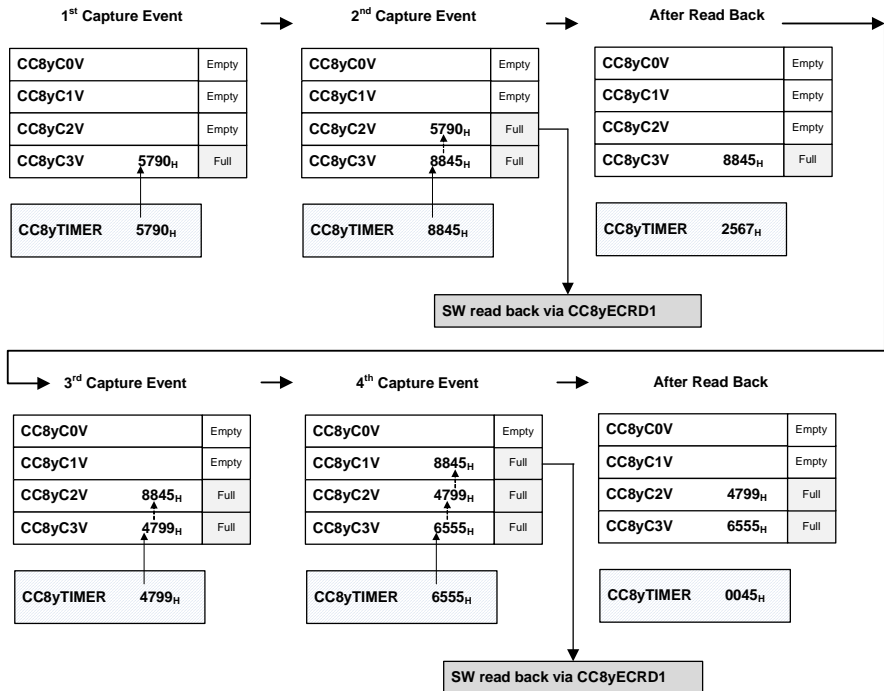 1st Capture Event
2nd Capture Event
After Read Back
CC8yC0V Empty
CC8yC1V Empty
CC8yC2V Empty
CC8yC3V 5790H Full
CC8yTIMER 5790H
CC8yC0V Empty
CC8yC1V Empty
CC8yC2V 5790H Full
CC8yC3V 8845H Full
CC8yTIMER 8845H
CC8yC0V Empty
CC8yC1V Empty
CC8yC2V Empty
CC8yC3V 8845H Full
CC8yTIMER 2567H
SW read back via CC8yECRD1
3rd Capture Event
4th Capture Event
After Read Back
CC8yC0V Empty
CC8yC1V Empty
CC8yC2V 8845H Full
CC8yC3V 4799H Full
CC8yTIMER 4799H
CC8yC0V Empty
CC8yC1V 8845H Full
CC8yC2V 4799H Full
CC8yC3V 6555H Full
CC8yTIMER 6555H
CC8yC0V Empty
CC8yC1V Empty
CC8yC2V 4799H Full
CC8yC3V 6555H Full
CC8yTIMER 0045H
SW read back via CC8yECRD1